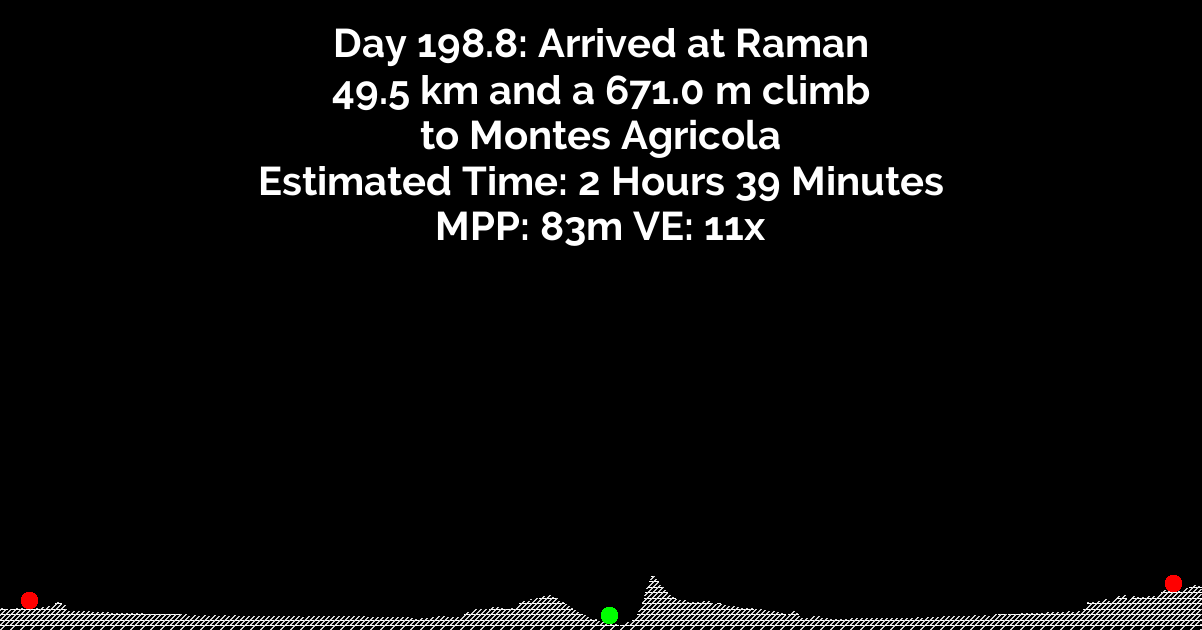 Day 198.8: Arrived at Raman
49.5 km and a 671.0 m climb
to Montes Agricola
Estimated Time: 2 Hours 39 Minutes
MPP: 83m VE: 11x